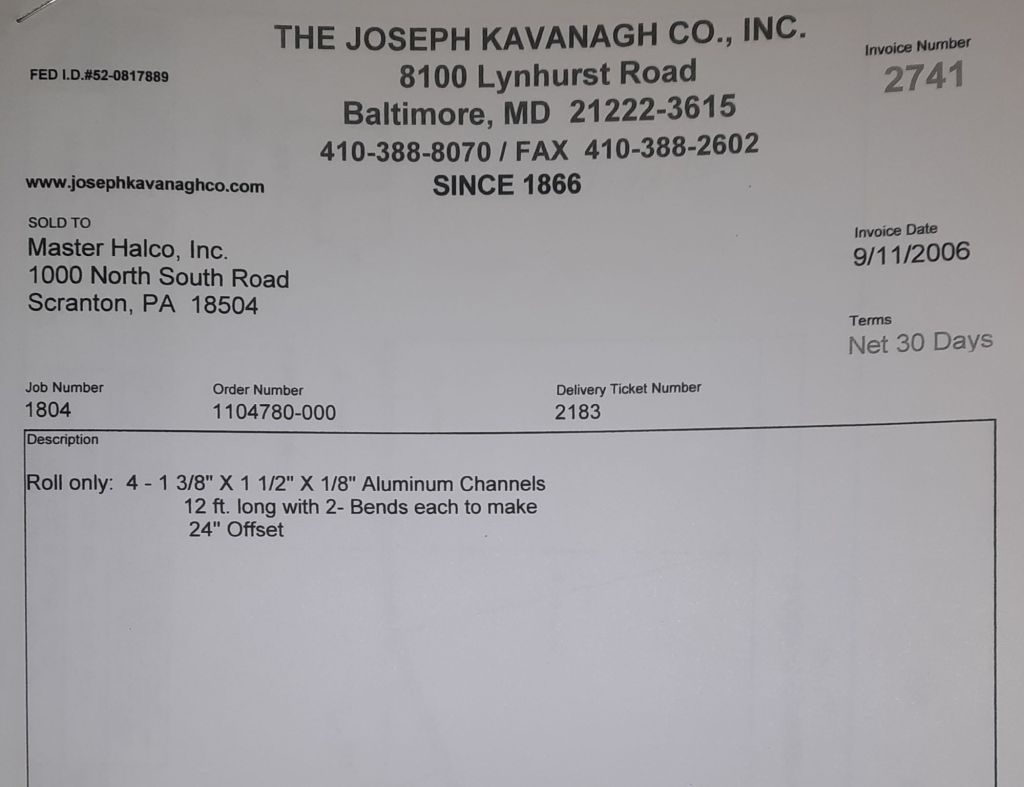 THE JOSEPH KAVANAGH CO., INC.
8100 Lynhurst Road
Baltimore, MD 21222-3615
410-388-8070 / FAX 410-388-2602
SINCE 1866
FED I.D.#52-0817889
www.josephkavanaghco.com
Invoice Number
2741
SOLD TO
Master Halco, Inc.
1000 North South Road
Scranton, PA 18504
Invoice Date
9/11/2006
Terms
Net 30 Days
Job Number
1804
Order Number
1104780-000
Delivery Ticket Number
2183
Description
Roll only: 4 - 1 3/8" X 1 1/2" X 1/8" Aluminum Channels
12 ft. long with 2- Bends each to make
24" Offset